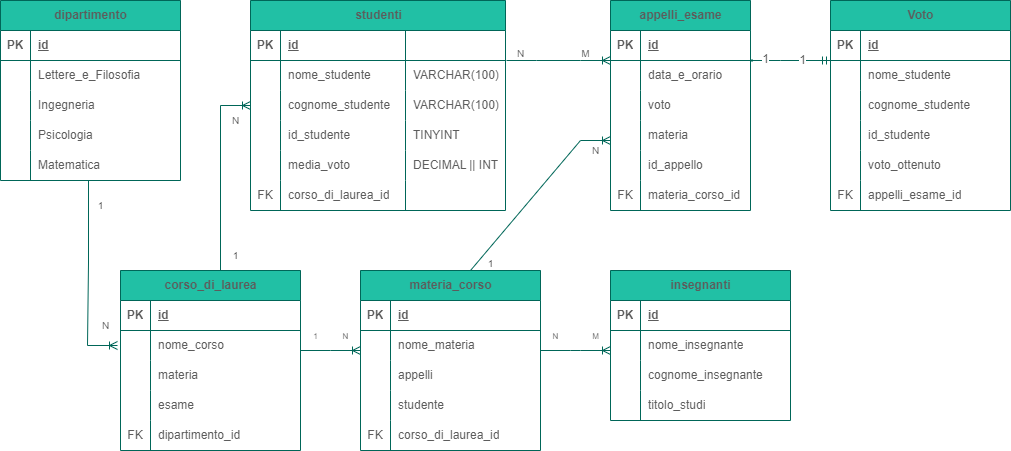 dipartimento
PK id
Lettere_e_Filosofia
Ingegneria
Psicologia
Matematica
studenti
PK id
nome_studente VARCHAR(100)
cognome_studente VARCHAR(100)
id_studente TINYINT
media_voto DECIMAL || INT
FK corso_di_laurea_id
appelli_esame
PK id
data_e_orario
voto
materia
id_appello
FK materia_corso_id
Voto
PK id
nome_studente
cognome_studente
id_studente
voto_ottenuto
FK appelli_esame_id
N M
1 1
N
N
1
1
1
N
corso_di_laurea
PK id
nome_corso
materia
esame
FK dipartimento_id
1 N
materia_corso
PK id
nome_materia
appelli
studente
FK corso_di_laurea_id
N M
insegnanti
PK id
nome_insegnante
cognome_insegnante
titolo_studi